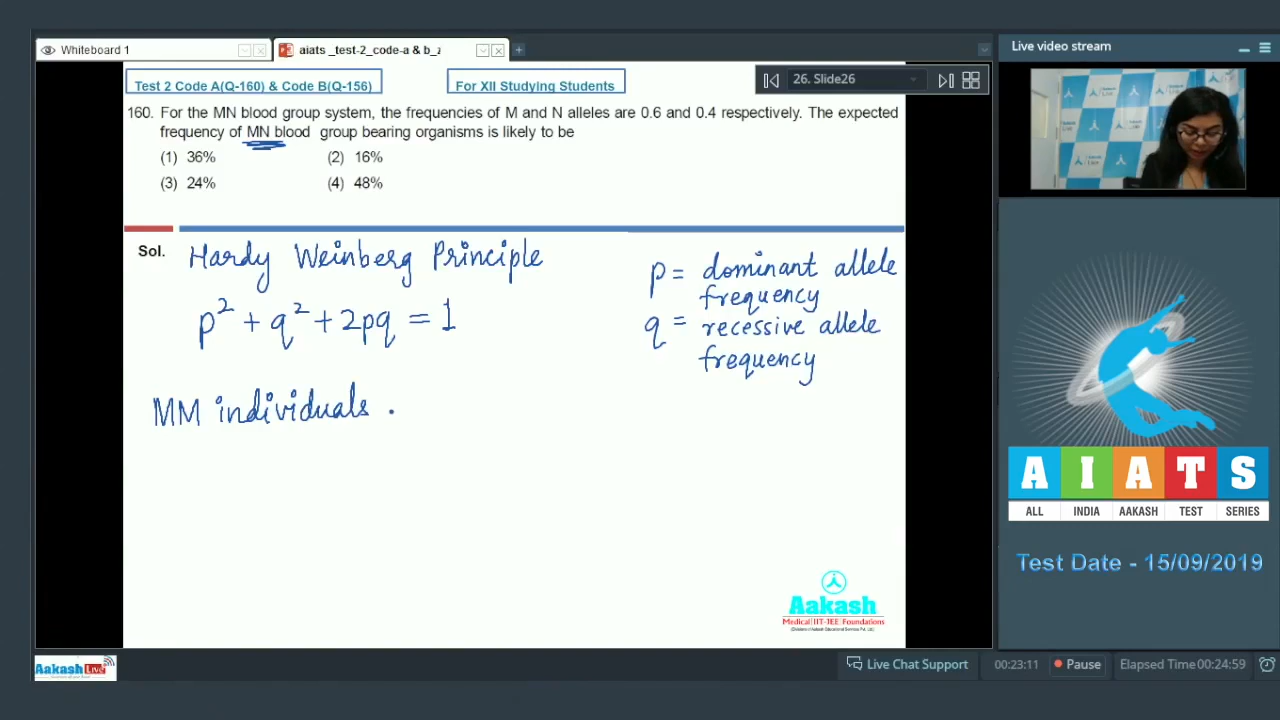 Whiteboard 1
aiats _test-2_code-a & b_z
Live video stream
Test 2 Code A(Q-160) & Code B(Q-156)
For XII Studying Students
26. Slide26
160. For the MN blood group system, the frequencies of M and N alleles are 0.6 and 0.4 respectively. The expected
frequency of MN blood group bearing organisms is likely to be
(1) 36%
(2) 16%
(3) 24%
(4) 48%
Sol.
Hardy Weinberg Principle
p² + q² + 2pq = 1
p = dominant allele
frequency
q = recessive allele
frequency
MM individuals
Aakash
Medical|IIT-JEE|Foundations
AIATS
ALL INDIA AAKASH TEST SERIES
Test Date - 15/09/2019
Aakash Live
Live Chat Support
00:23:11
Pause
Elapsed Time 00:24:59